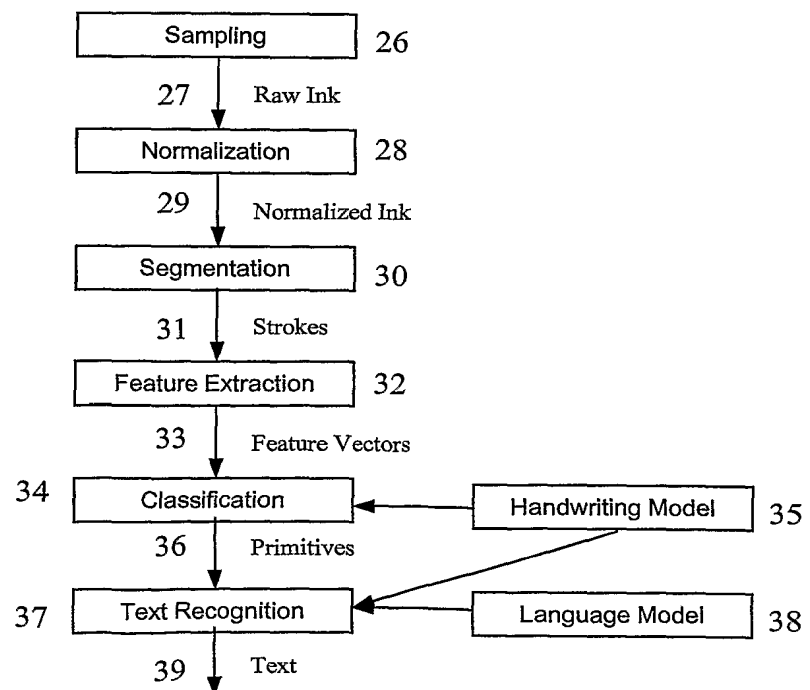 Sampling 26
27 Raw Ink
Normalization 28
29 Normalized Ink
Segmentation 30
31 Strokes
Feature Extraction 32
33 Feature Vectors
34 Classification Handwriting Model 35
36 Primitives
37 Text Recognition Language Model 38
39 Text